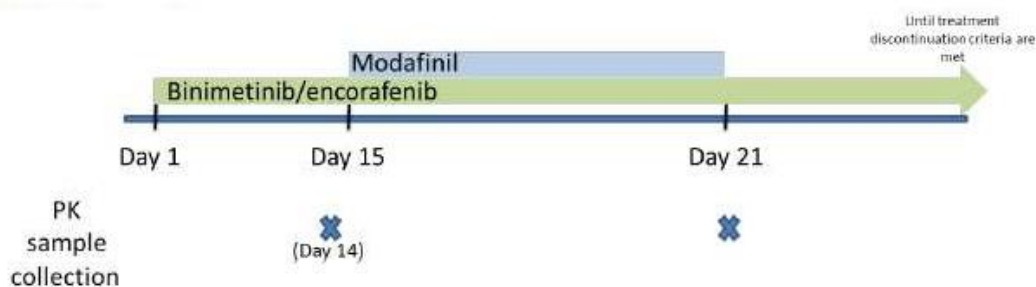 Until treatment
discontinuation criteria are
met
Modafinil
Binimetinib/encorafenib
Day 1
Day 15
Day 21
PK
sample
collection
(Day 14)